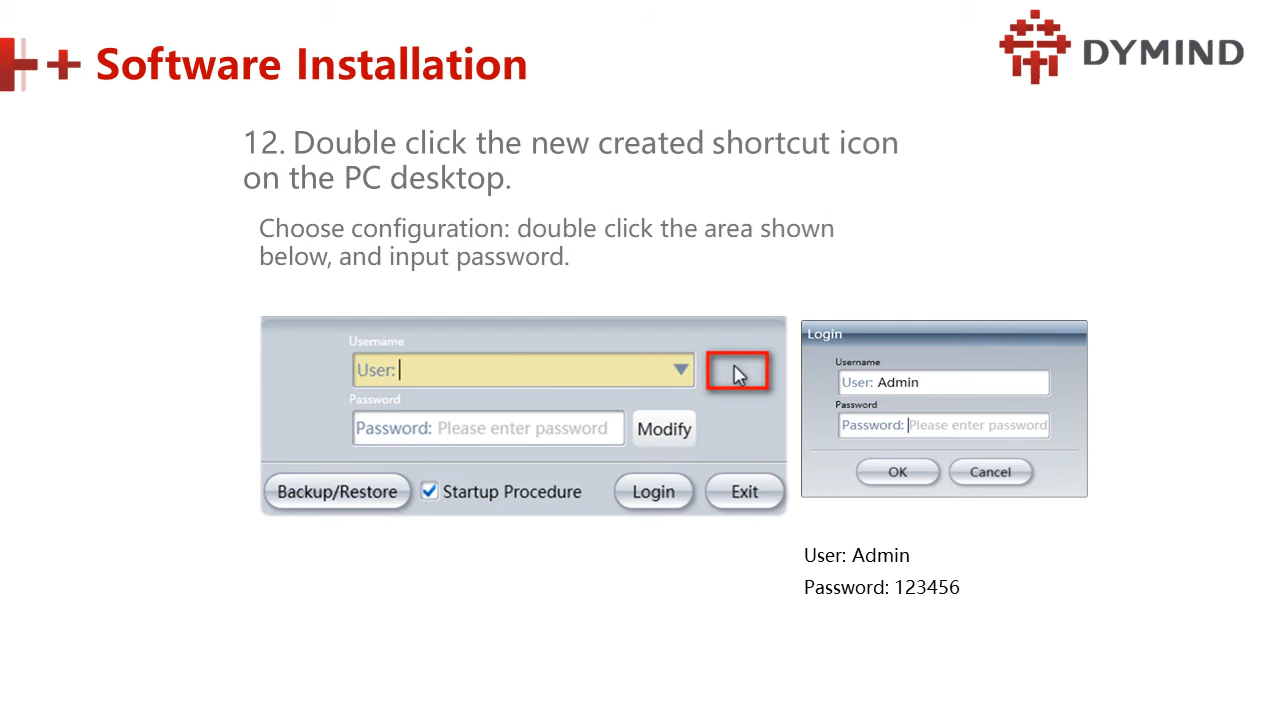 Software Installation
DYMIND
12. Double click the new created shortcut icon
on the PC desktop.
Choose configuration: double click the area shown
below, and input password.
Username
User:
Password
Password: Please enter password
Modify
Backup/Restore
Startup Procedure
Login
Exit
Login
Username
User: Admin
Password
Password: Please enter password
OK
Cancel
User: Admin
Password: 123456